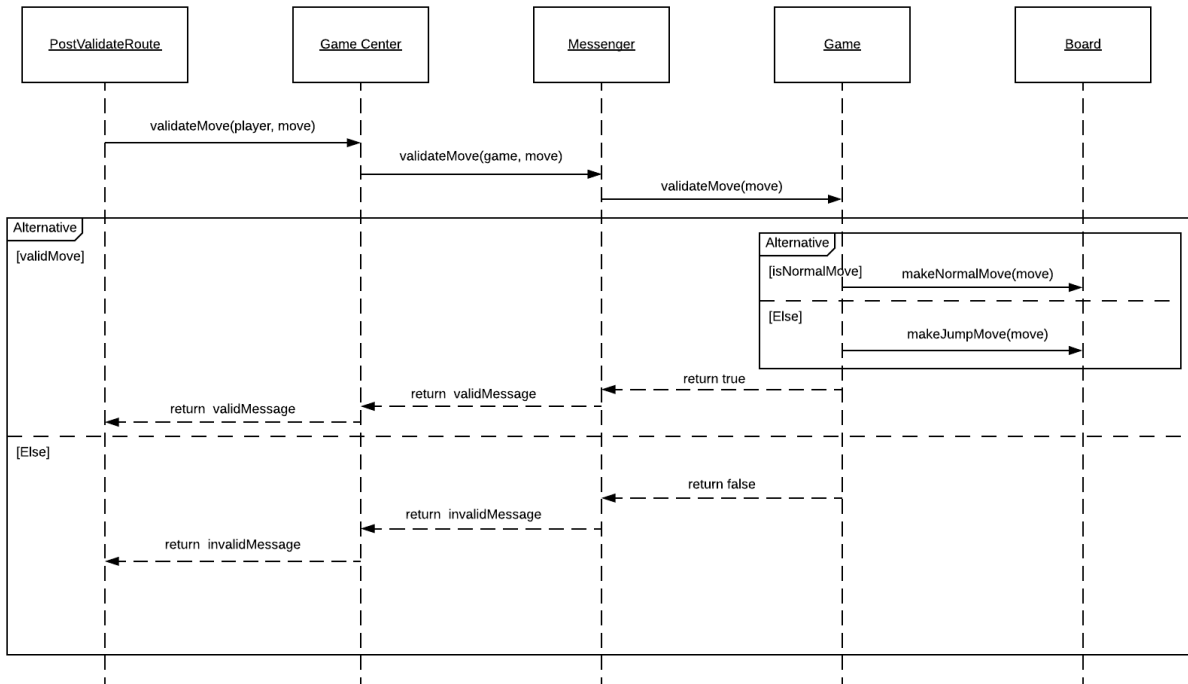 PostValidateRoute
Game Center
Messenger
Game
Board
validateMove(player, move)
validateMove(game, move)
validateMove(move)
Alternative
[validMove]
Alternative
[isNormalMove]
makeNormalMove(move)
[Else]
makeJumpMove(move)
return true
return validMessage
return validMessage
[Else]
return false
return invalidMessage
return invalidMessage